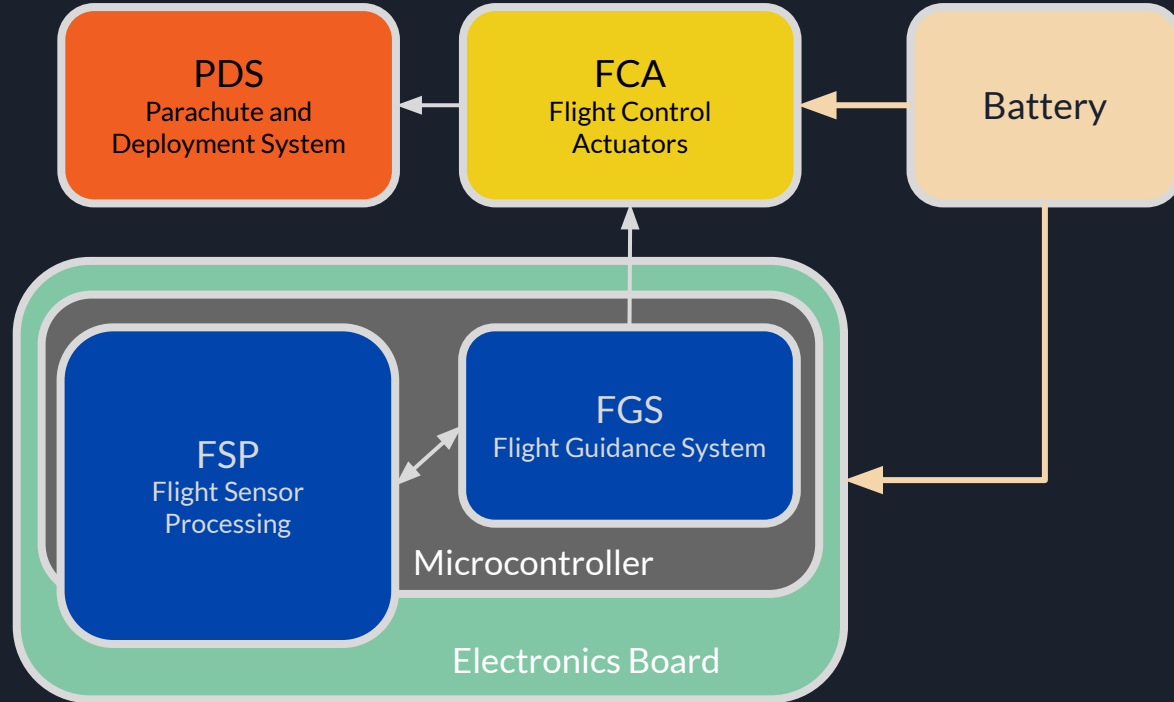 PDS
Parachute and
Deployment System
FCA
Flight Control
Actuators
Battery
FSP
Flight Sensor
Processing
FGS
Flight Guidance System
Microcontroller
Electronics Board